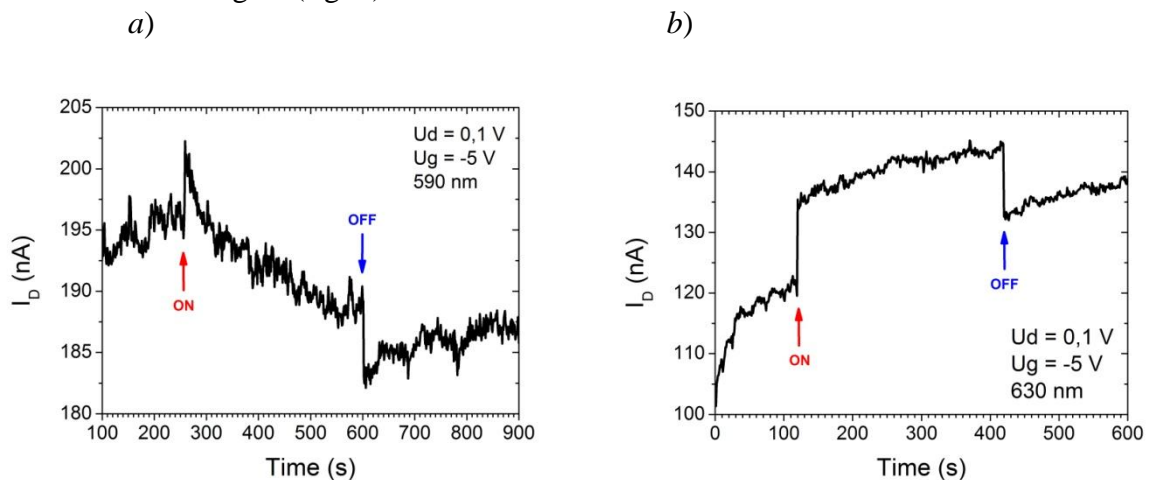 a)
b)
205
200
195
190
185
180
I_D (nA)
100 200 300 400 500 600 700 800 900
Time (s)
Ud = 0,1 V
Ug = -5 V
590 nm
ON
OFF
150
140
130
120
110
100
I_D (nA)
0 100 200 300 400 500 600
Time (s)
ON
OFF
Ud = 0,1 V
Ug = -5 V
630 nm